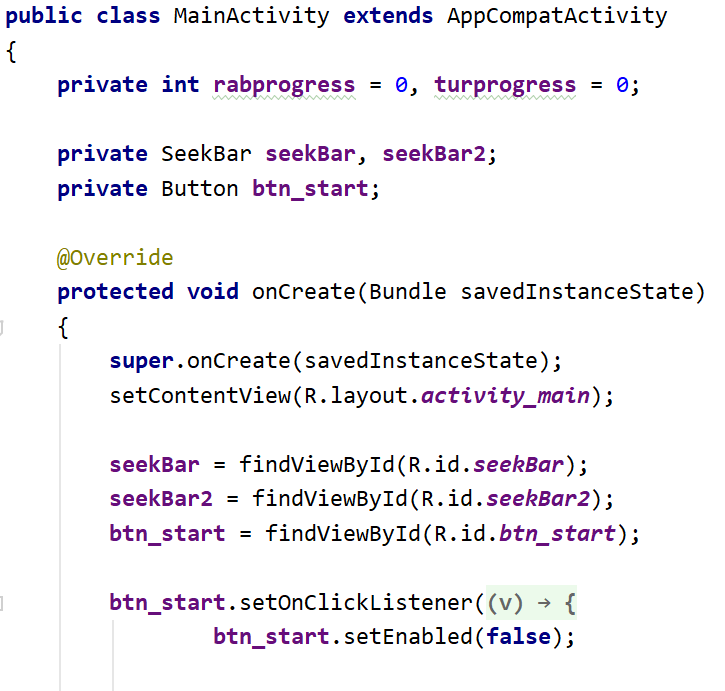 public class MainActivity extends AppCompatActivity
{
private int rabprogress = 0, turprogress = 0;
private SeekBar seekBar, seekBar2;
private Button btn_start;
@Override
protected void onCreate(Bundle savedInstanceState)
{
super.onCreate(savedInstanceState);
setContentView(R.layout.activity_main);
seekBar = findViewById(R.id.seekBar);
seekBar2 = findViewById(R.id.seekBar2);
btn_start = findViewById(R.id.btn_start);
btn_start.setOnClickListener((v) → {
btn_start.setEnabled(false);